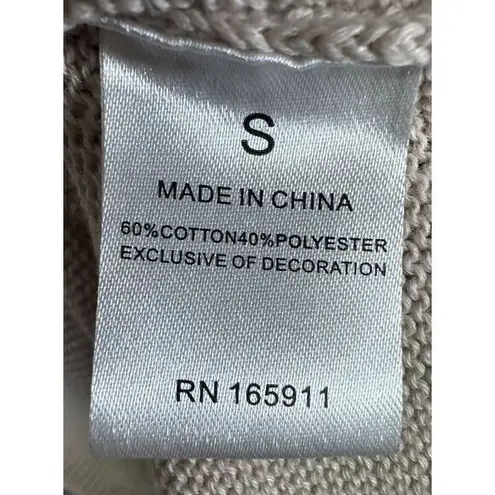 S
MADE IN CHINA
60%COTTON40%POLYESTER
EXCLUSIVE OF DECORATION
RN 165911